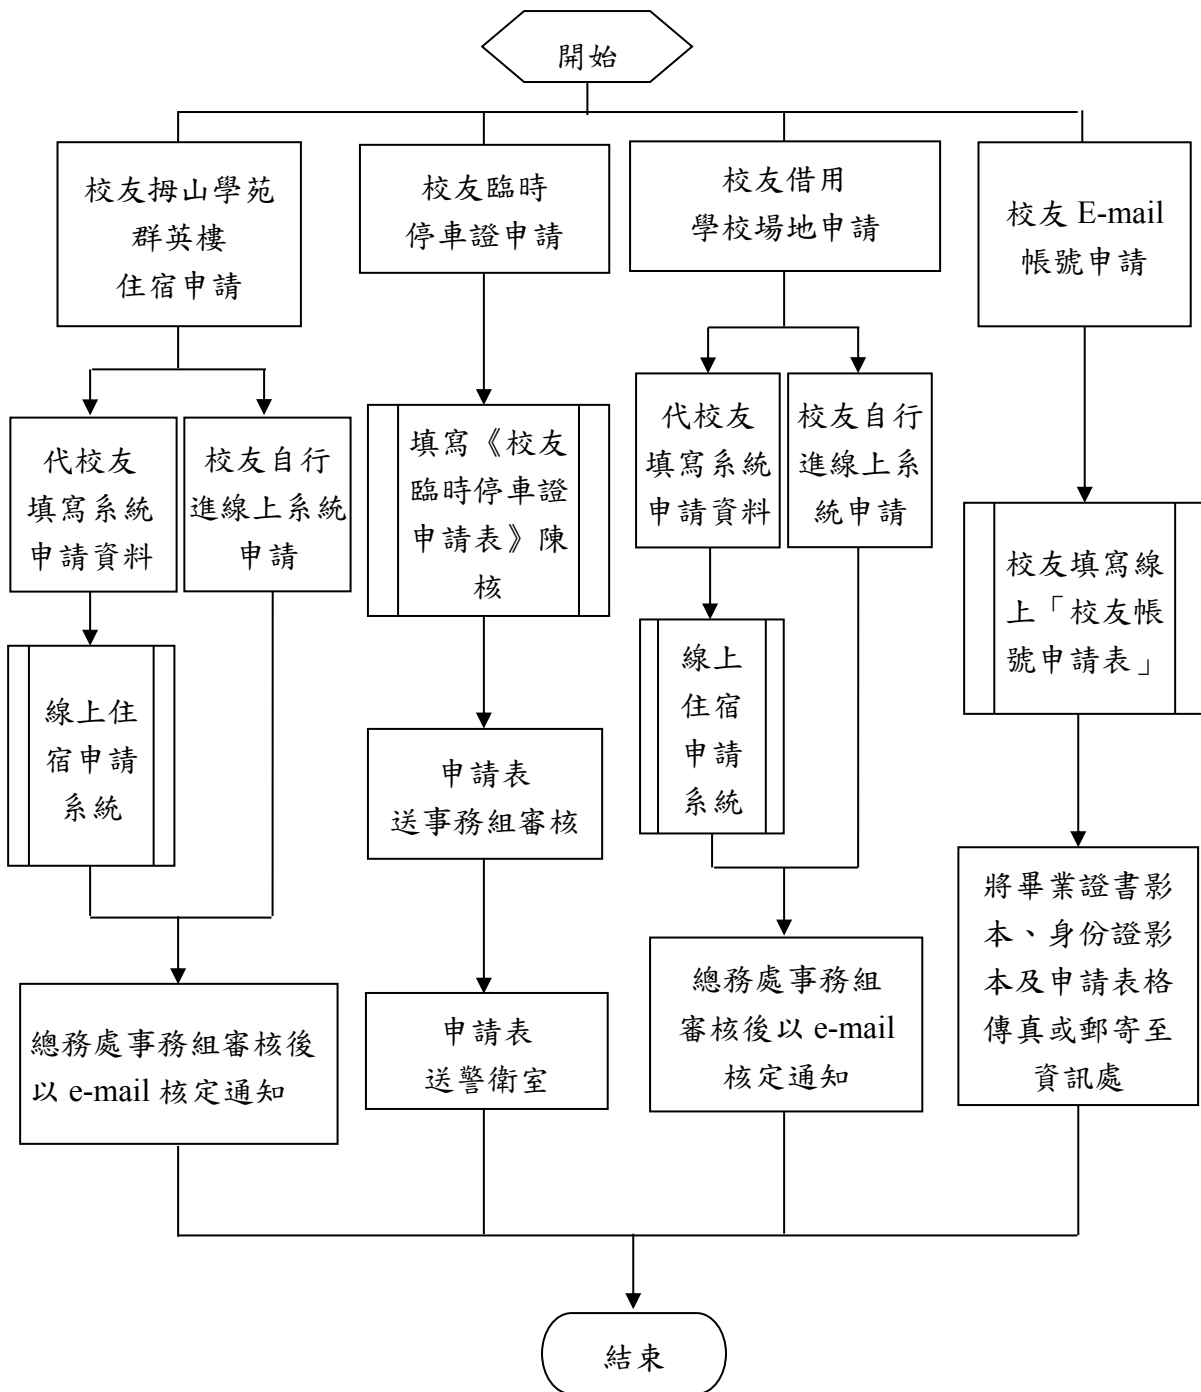 開始
校友拇山學苑
群英樓
住宿申請
校友臨時
停車證申請
校友借用
學校場地申請
校友 E-mail
帳號申請
代校友
填寫系統
申請資料
校友自行
進線上系統
申請
填寫《校友
臨時停車證
申請表》陳
核
代校友
填寫系統
申請資料
校友自行
進線上系
統申請
校友填寫線
上「校友帳
號申請表」
線上住
宿申請
系統
線上
住宿
申請
系統
申請表
送事務組審核
將畢業證書影
本、身份證影
本及申請表格
傳真或郵寄至
資訊處
總務處事務組審核後
以 e-mail 核定通知
申請表
送警衛室
總務處事務組
審核後以 e-mail
核定通知
結束